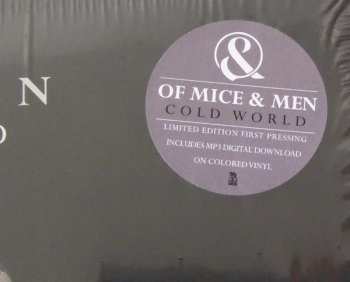 N
&
OF MICE & MEN
COLD WORLD
LIMITED EDITION FIRST PRESSING
INCLUDES MP3 DIGITAL DOWNLOAD
ON COLORED VINYL